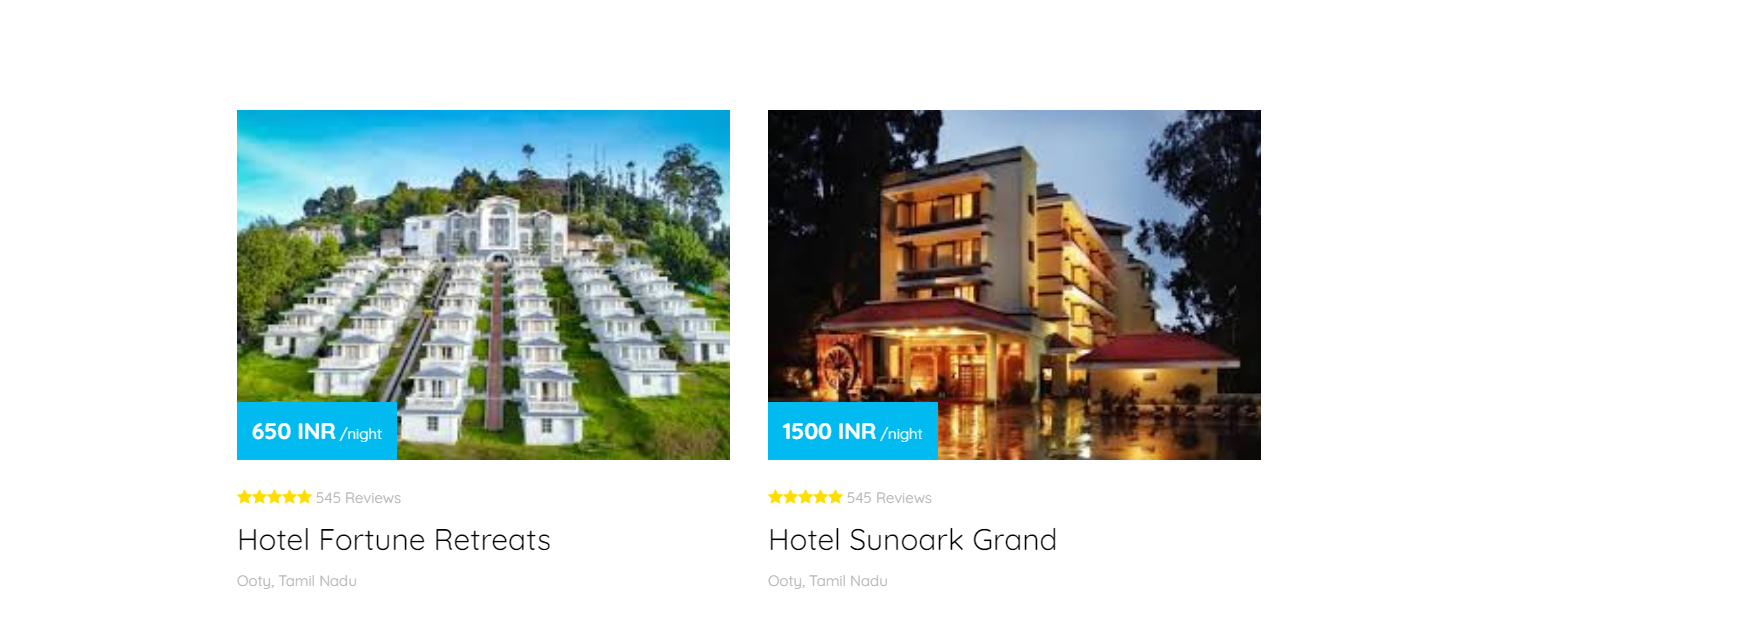 650 INR /night
545 Reviews
Hotel Fortune Retreats
Ooty, Tamil Nadu
1500 INR /night
545 Reviews
Hotel Sunoark Grand
Ooty, Tamil Nadu